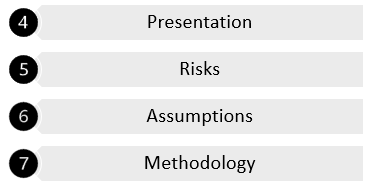 4 Presentation
5 Risks
6 Assumptions
7 Methodology